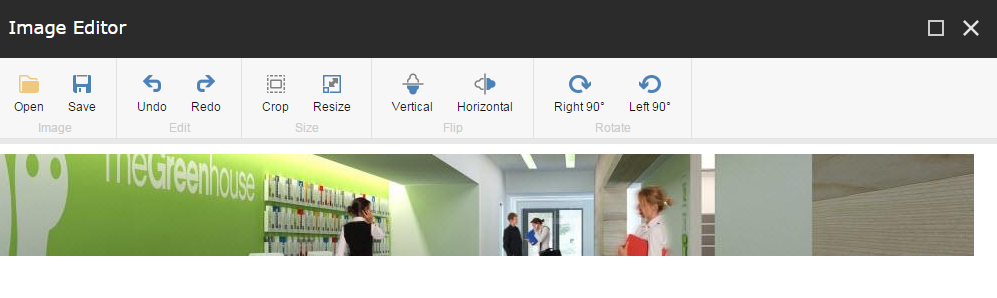 Image Editor
Open Save Undo Redo Crop Resize Vertical Horizontal Right 90° Left 90°
Image Edit Size Flip Rotate
TheGreenhouse